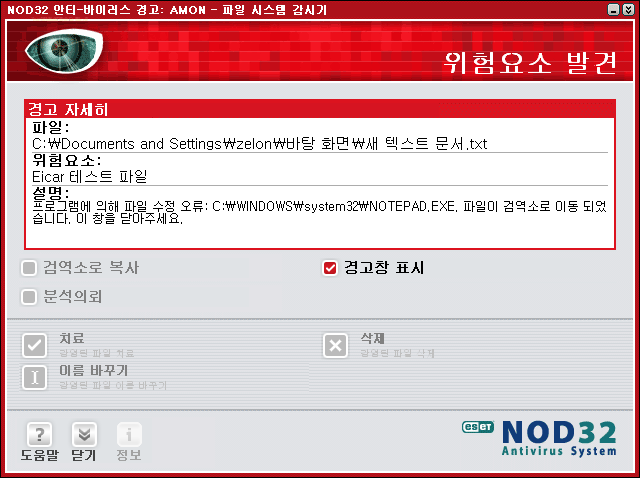 NOD32 안티-바이러스 경고: AMON - 파일 시스템 감시기
위험요소 발견
경고 자세히
파일:
C:₩Documents and Settings₩zelon₩바탕 화면₩새 텍스트 문서.txt
위험요소:
Eicar 테스트 파일
설명:
프로그램에 의해 파일 수정 오류: C:₩WINDOWS₩system32₩NOTEPAD.EXE. 파일이 검역소로 이동 되었
습니다. 이 창을 닫아주세요.
검역소로 복사
경고창 표시
분석의뢰
치료
감염된 파일 치료
삭제
감염된 파일 삭제
이름 바꾸기
감염된 파일 이름 바꾸기
도움말
닫기
정보
eset
NOD32
Antivirus System